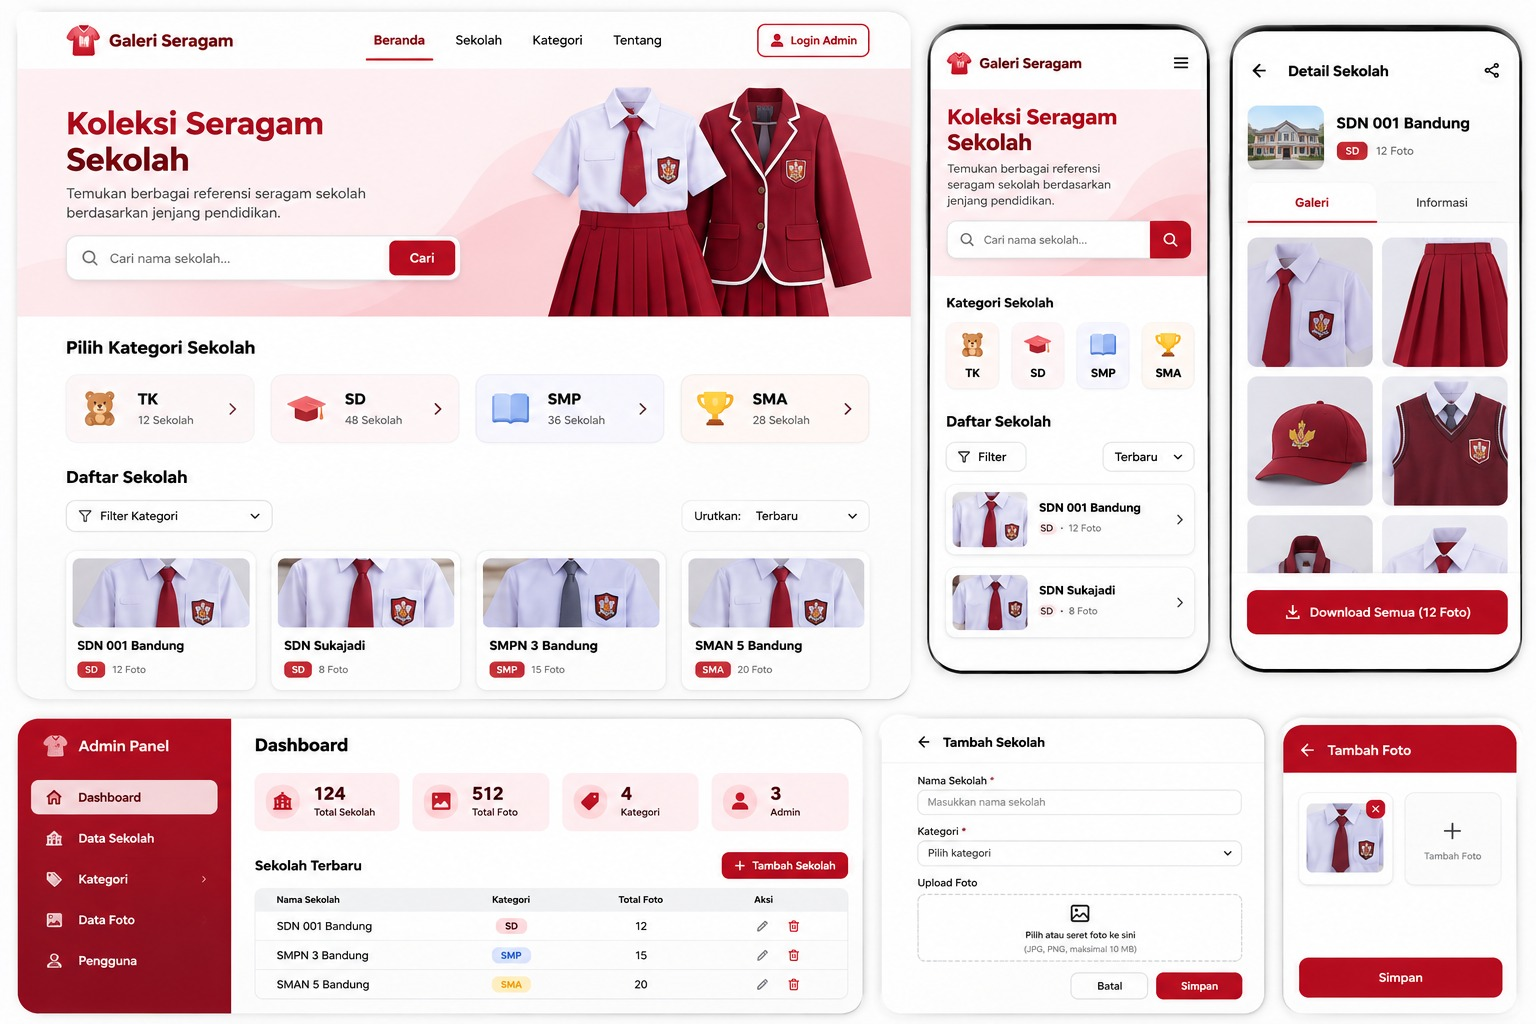 Galeri Seragam
Beranda
Sekolah
Kategori
Tentang
Login Admin
Koleksi Seragam
Sekolah
Temukan berbagai referensi seragam sekolah
berdasarkan jenjang pendidikan.
Cari nama sekolah...
Cari
Pilih Kategori Sekolah
TK
12 Sekolah
SD
48 Sekolah
SMP
36 Sekolah
SMA
28 Sekolah
Daftar Sekolah
Filter Kategori
Urutkan: Terbaru
SDN 001 Bandung
SD 12 Foto
SDN Sukajadi
SD 8 Foto
SMPN 3 Bandung
SMP 15 Foto
SMAN 5 Bandung
SMA 20 Foto
Galeri Seragam
Koleksi Seragam
Sekolah
Temukan berbagai referensi
seragam sekolah berdasarkan
jenjang pendidikan.
Cari nama sekolah...
Kategori Sekolah
TK
SD
SMP
SMA
Daftar Sekolah
Filter
Terbaru
SDN 001 Bandung
SD • 12 Foto
SDN Sukajadi
SD • 8 Foto
Detail Sekolah
SDN 001 Bandung
SD 12 Foto
Galeri
Informasi
Download Semua (12 Foto)
Admin Panel
Dashboard
Data Sekolah
Kategori
Data Foto
Pengguna
Dashboard
124
Total Sekolah
512
Total Foto
4
Kategori
3
Admin
Sekolah Terbaru
+ Tambah Sekolah
Nama Sekolah Kategori Total Foto Aksi
SDN 001 Bandung SD 12
SMPN 3 Bandung SMP 15
SMAN 5 Bandung SMA 20
Tambah Sekolah
Nama Sekolah *
Masukkan nama sekolah
Kategori *
Pilih kategori
Upload Foto
Pilih atau seret foto ke sini
(JPG, PNG, maksimal 10 MB)
Batal
Simpan
Tambah Foto
Tambah Foto
Simpan